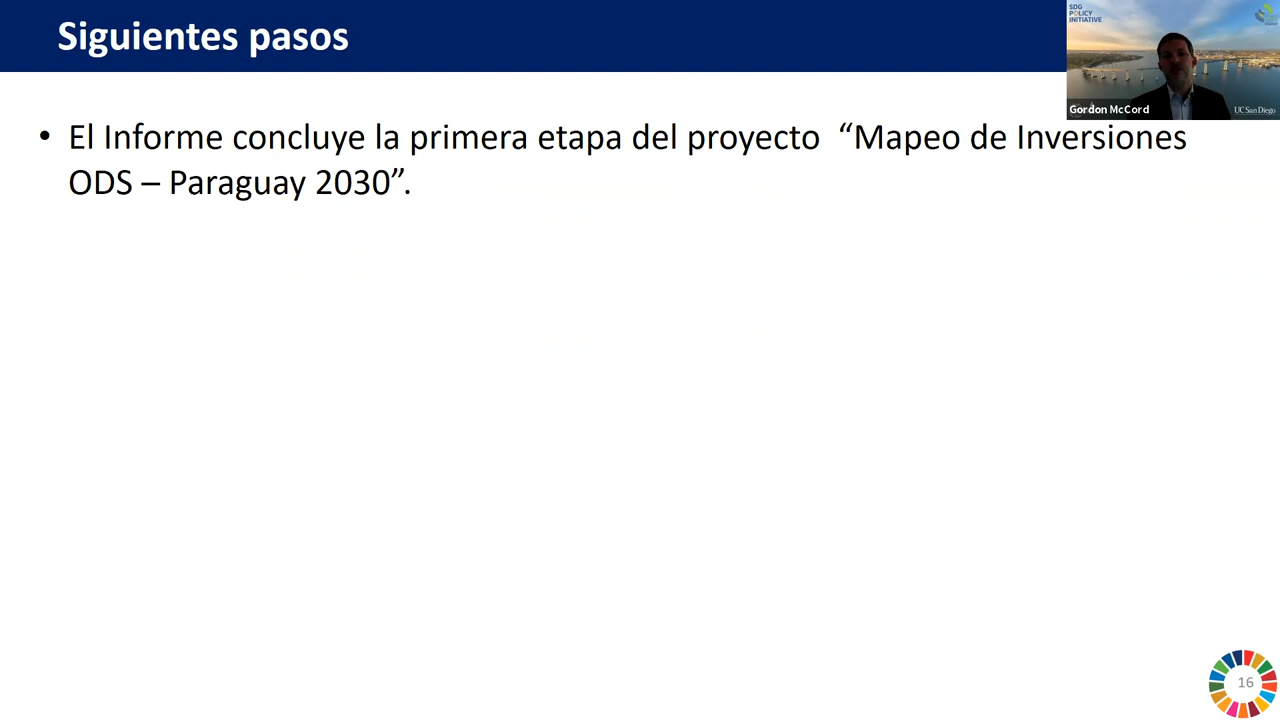 Siguientes pasos
SDG
POLICY
INITIATIVE
Gordon McCord
UC San Diego
• El Informe concluye la primera etapa del proyecto “Mapeo de Inversiones
ODS – Paraguay 2030”.
16